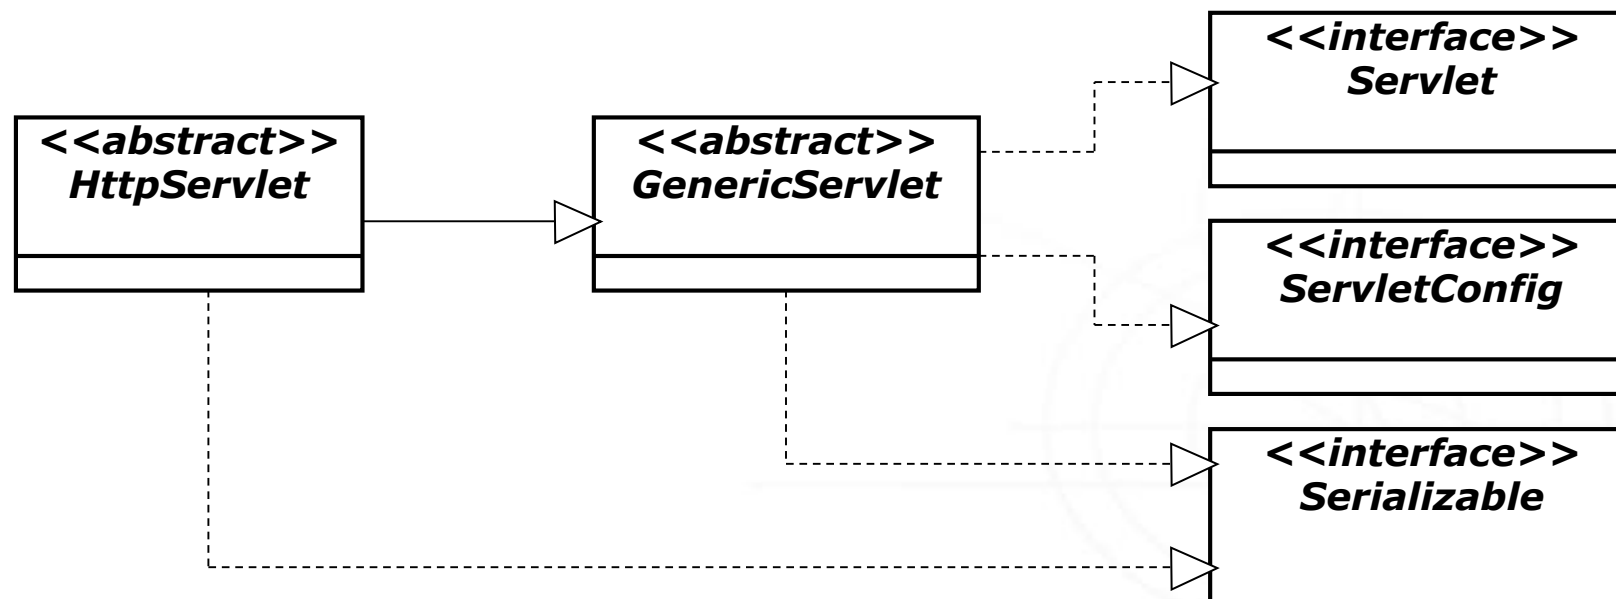 <<interface>>
Servlet
<<abstract>>
HttpServlet
<<abstract>>
GenericServlet
<<interface>>
ServletConfig
<<interface>>
Serializable